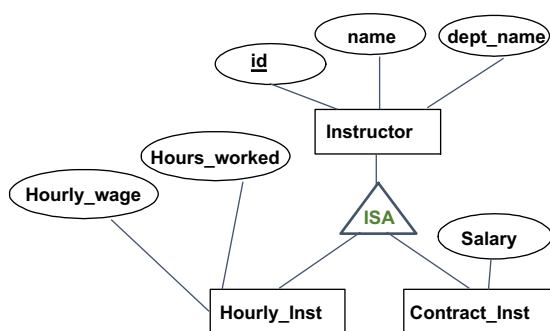 name
dept_name
id
Instructor
Hours_worked
Hourly_wage
ISA
Salary
Hourly_Inst
Contract_Inst